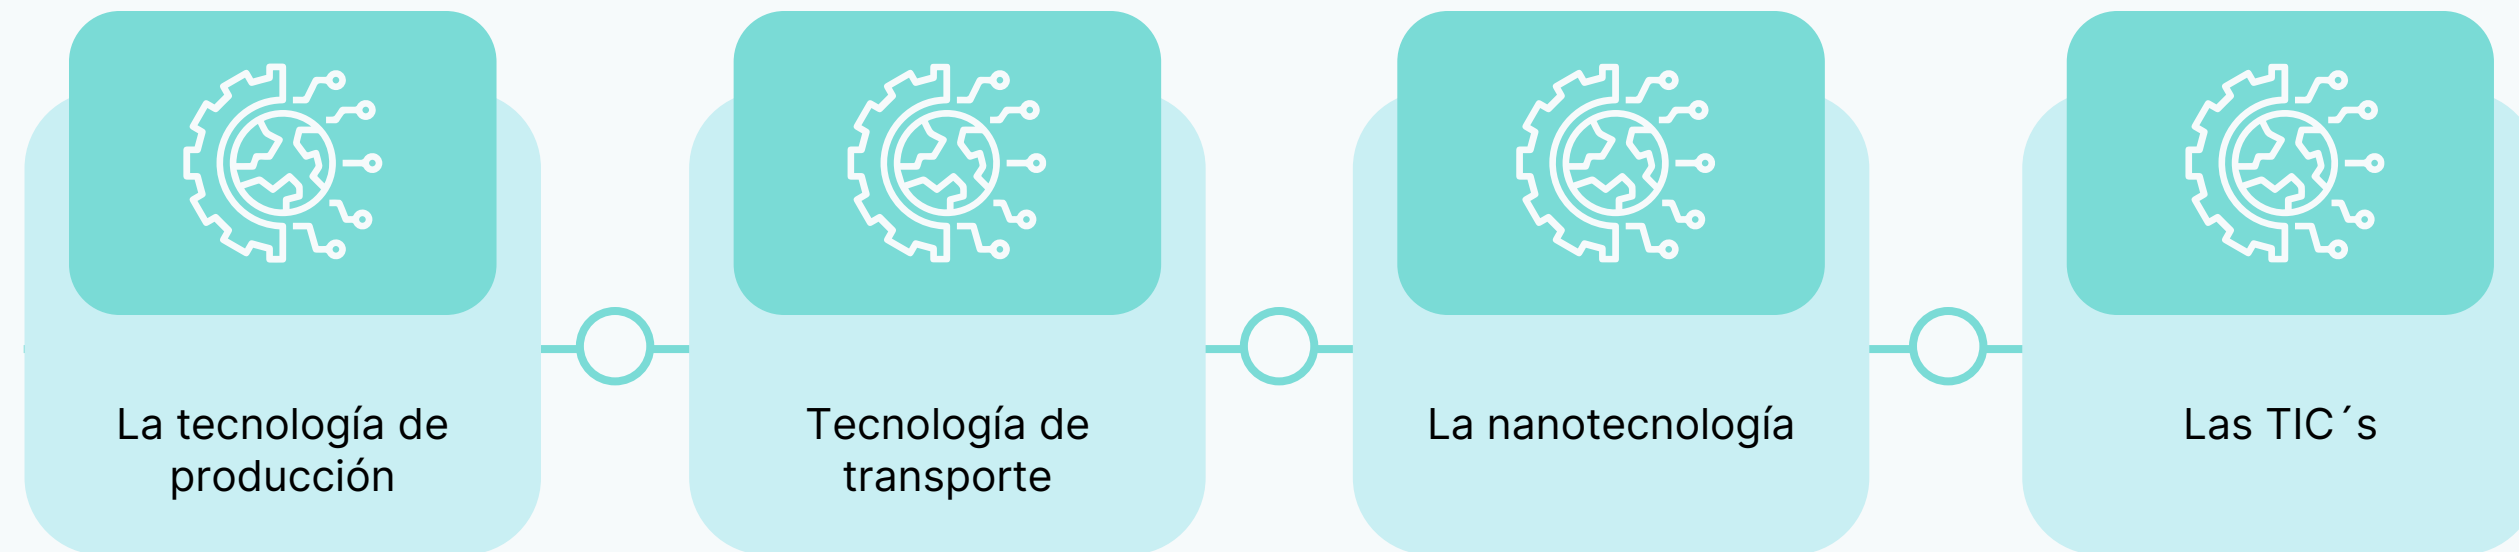 La tecnología de
producción
Tecnología de
transporte
La nanotecnología
Las TIC´s